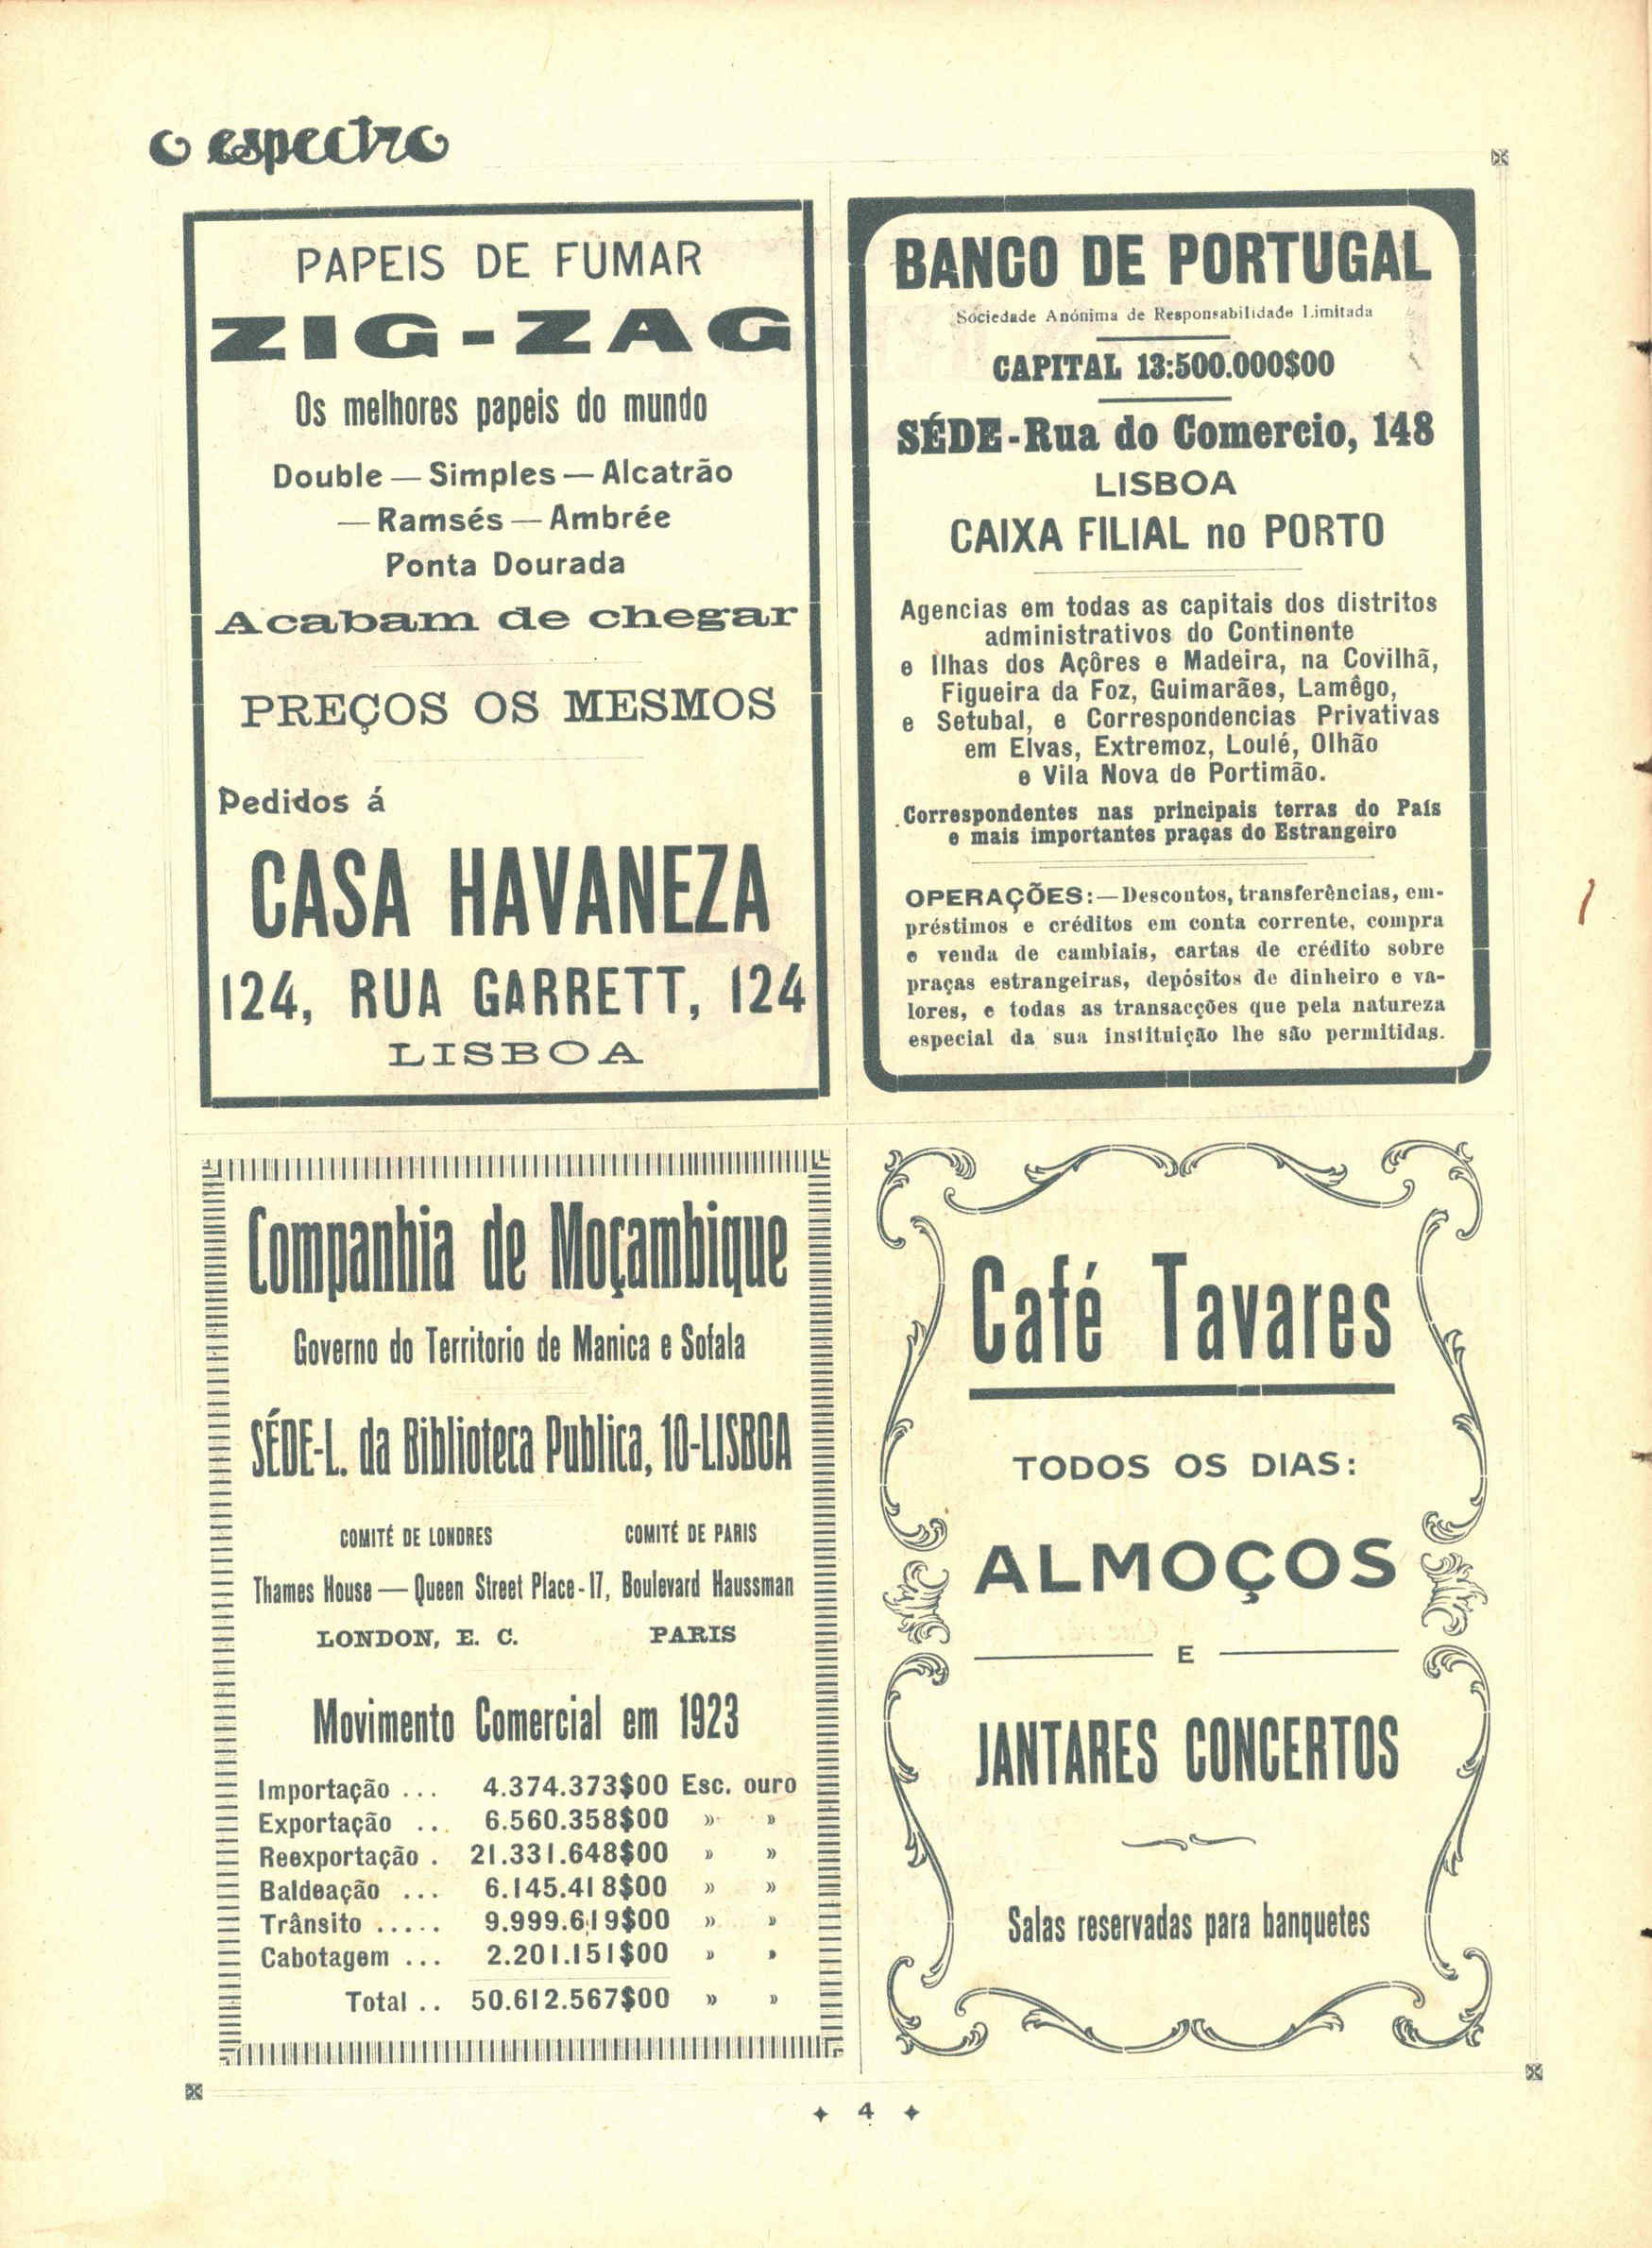 O espectro
PAPEIS DE FUMAR
ZIG-ZAG
Os melhores papeis do mundo
Double — Simples — Alcatrão
— Ramsés — Ambrée
Ponta Dourada
Acabam de chegar
PREÇOS OS MESMOS
Pedidos á
CASA HAVANEZA
124, RUA GARRETT, 124
LISBOA
BANCO DE PORTUGAL
Sociedade Anónima de Responsabilidade Limitada
CAPITAL 13:500.000$00
SÉDE-Rua do Comercio, 148
LISBOA
CAIXA FILIAL no PORTO
Agencias em todas as capitais dos distritos
administrativos do Continente
e Ilhas dos Açôres e Madeira, na Covilhã,
Figueira da Foz, Guimarães, Lamêgo,
e Setubal, e Correspondencias Privativas
em Elvas, Extremoz, Loulé, Olhão
e Vila Nova de Portimão.
Correspondentes nas principais terras do País
e mais importantes praças do Estrangeiro
OPERAÇÕES:—Descontos, transferências, em-
préstimos e créditos em conta corrente, compra
e venda de cambiais, cartas de crédito sobre
praças estrangeiras, depósitos de dinheiro e va-
lores, e todas as transacções que pela natureza
especial da sua instituição lhe são permitidas.
Companhia de Moçambique
Governo do Territorio de Manica e Sofala
SÉDE-L. da Biblioteca Publica, 10-LISBOA
COMITÉ DE LONDRES COMITÉ DE PARIS
Thames House — Queen Street Place-17, Boulevard Haussman
LONDON, E. C. PARIS
Movimento Comercial em 1923
Importação ... 4.374.373$00 Esc. ouro
Exportação ... 6.560.358$00 » »
Reexportação . 21.331.648$00 » »
Baldeação ... 6.145.418$00 » »
Trânsito ..... 9.999.619$00 » »
Cabotagem ... 2.201.151$00 » »
Total .. 50.612.567$00 » »
Café Tavares
TODOS OS DIAS:
ALMOÇOS
E
JANTARES CONCERTOS
Salas reservadas para banquetes
4